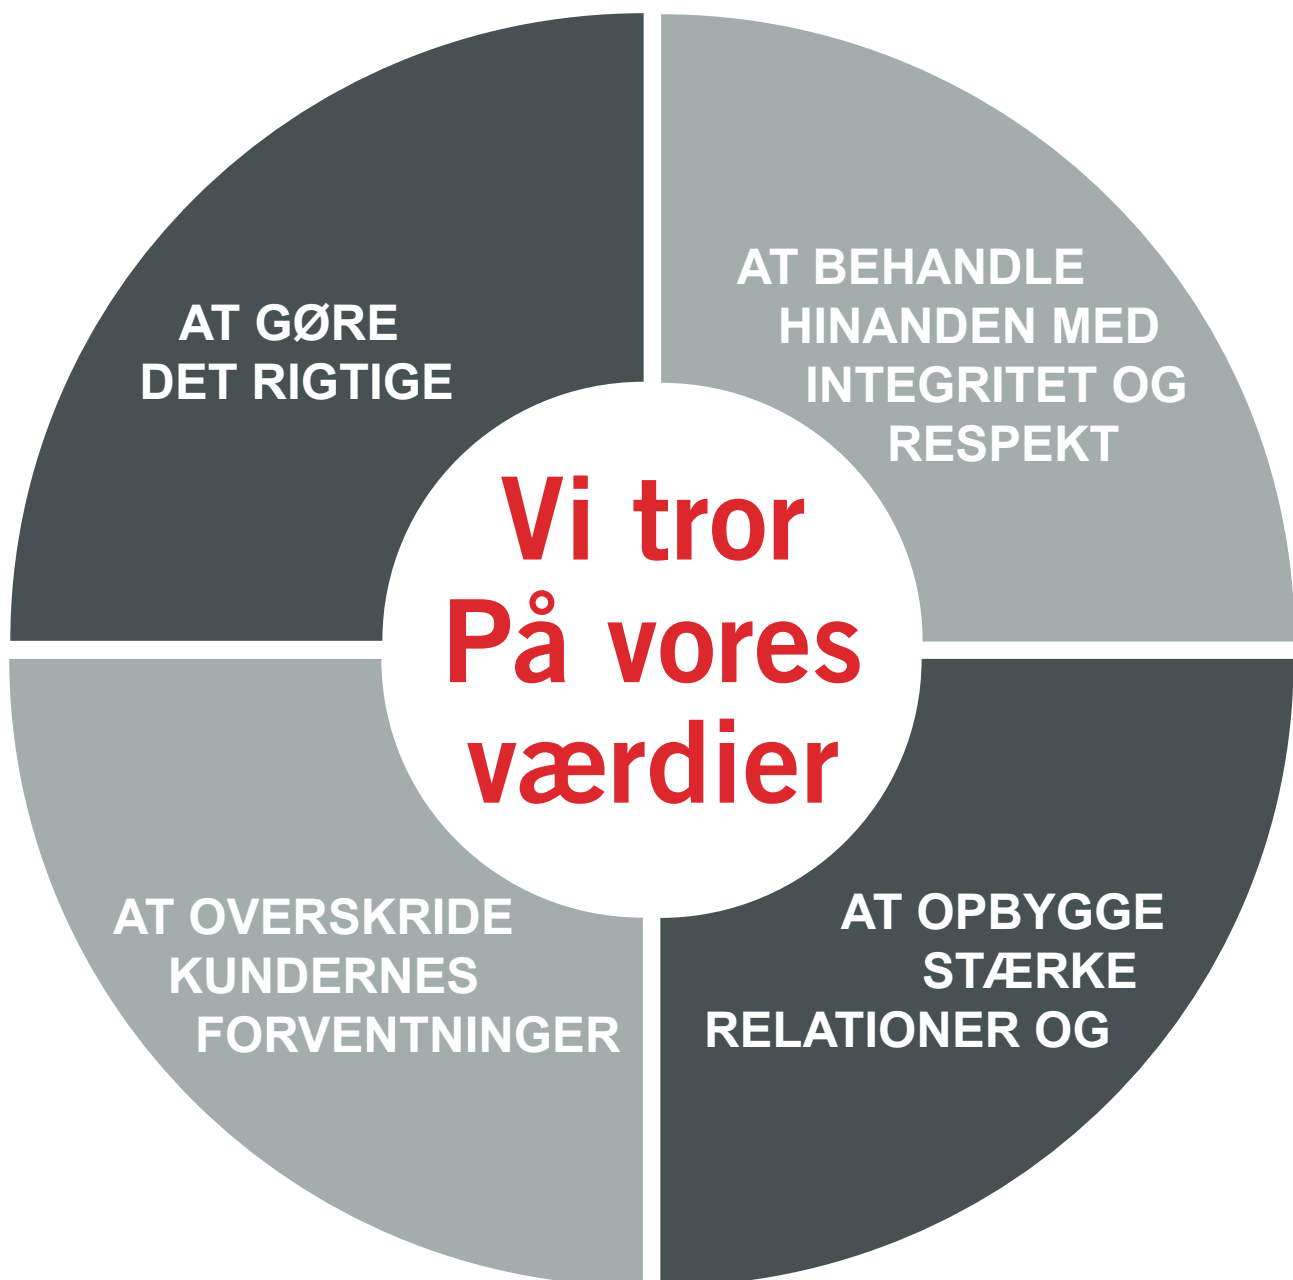 AT GØRE
DET RIGTIGE
AT BEHANDLE
HINANDEN MED
INTEGRITET OG
RESPEKT
Vi tror
På vores
værdier
AT OVERSKRIDE
KUNDERNES
FORVENTNINGER
AT OPBYGGE
STÆRKE
RELATIONER OG